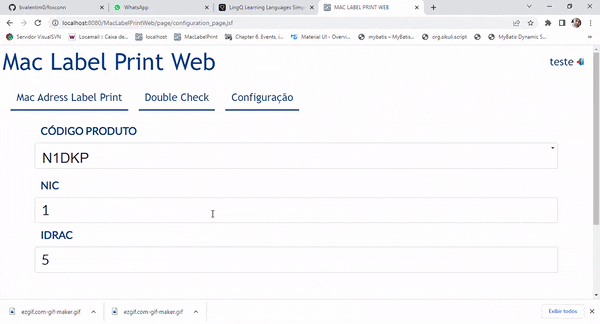 bvalentimG/foxconn
WhatsApp
LingQ Learning Languages Simp
MAC LABEL PRINT WEB
localhost:8080/MacLabelPrintWeb/page/configuration_page.jsf
Servidor VisualSVN
Locamail :: Caixa de...
localhost
MacLabelPrint
Chapter 6. Events, i...
Material UI - Overvi...
mybatis – MyBatis...
org.sikuli.script
MyBatis Dynamic S...
Mac Label Print Web
teste
Mac Adress Label Print
Double Check
Configuração
CÓDIGO PRODUTO
N1DKP
NIC
1
IDRAC
5
ezgif.com-gif-maker.gif
ezgif.com-gif-maker.gif
Exibir todos